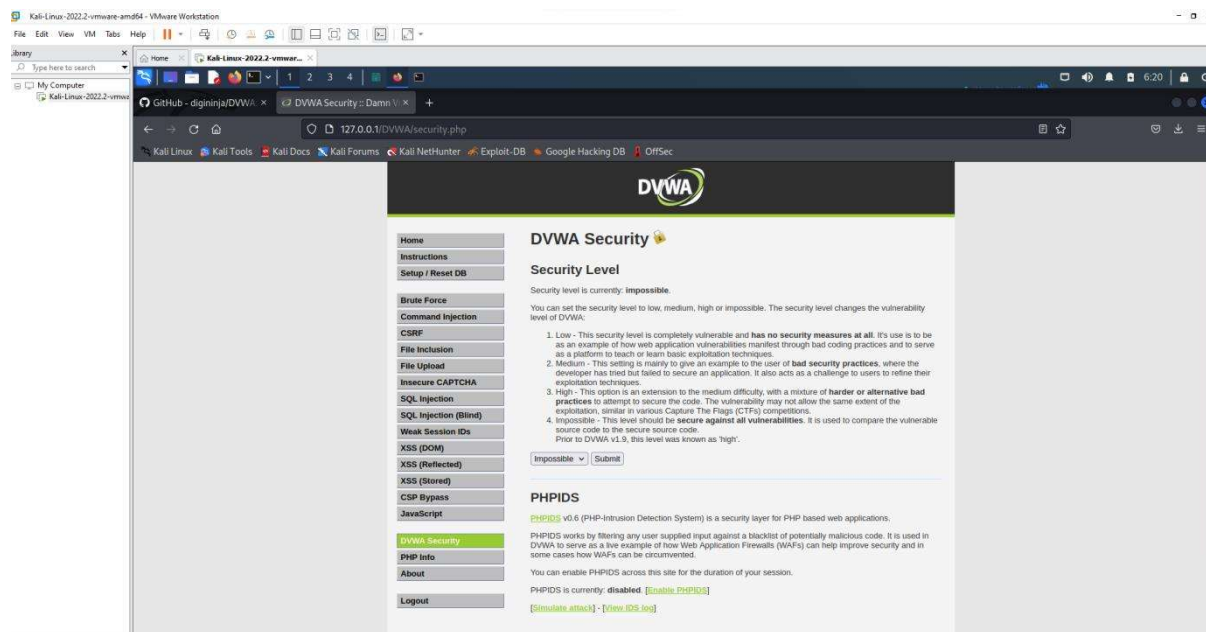 Kali-Linux-2022.2-vmware-amd64 - VMware Workstation
File Edit View VM Tabs Help
Library
Home
Kali-Linux-2022.2-vmwar...
Type here to search
My Computer
Kali-Linux-2022.2-vmwa
1 2 3 4
6:20
GitHub - digininja/DVWA
DVWA Security :: Damn V
127.0.0.1/DVWA/security.php
Kali Linux Kali Tools Kali Docs Kali Forums Kali NetHunter Exploit-DB Google Hacking DB OffSec
DVWA
Home
Instructions
Setup / Reset DB
Brute Force
Command Injection
CSRF
File Inclusion
File Upload
Insecure CAPTCHA
SQL Injection
SQL Injection (Blind)
Weak Session IDs
XSS (DOM)
XSS (Reflected)
XSS (Stored)
CSP Bypass
JavaScript
DVWA Security
PHP Info
About
Logout
DVWA Security
Security Level
Security level is currently: impossible.
You can set the security level to low, medium, high or impossible. The security level changes the vulnerability
level of DVWA:
1. Low - This security level is completely vulnerable and has no security measures at all. It's use is to be
as an example of how web application vulnerabilities manifest through bad coding practices and to serve
as a platform to teach or learn basic exploitation techniques.
2. Medium - This setting is mainly to give an example to the user of bad security practices, where the
developer has tried but failed to secure an application. It also acts as a challenge to users to refine their
exploitation techniques.
3. High - This option is an extension to the medium difficulty, with a mixture of harder or alternative bad
practices to attempt to secure the code. The vulnerability may not allow the same extent of the
exploitation, similar in various Capture The Flags (CTFs) competitions.
4. Impossible - This level should be secure against all vulnerabilities. It is used to compare the vulnerable
source code to the secure source code.
Prior to DVWA v1.9, this level was known as 'high'.
Impossible Submit
PHPIDS
PHPIDS v0.6 (PHP-Intrusion Detection System) is a security layer for PHP based web applications.
PHPIDS works by filtering any user supplied input against a blacklist of potentially malicious code. It is used in
DVWA to serve as a live example of how Web Application Firewalls (WAFs) can help improve security and in
some cases how WAFs can be circumvented.
You can enable PHPIDS across this site for the duration of your session.
PHPIDS is currently: disabled. [Enable PHPIDS]
[Simulate attack] - [View IDS log]